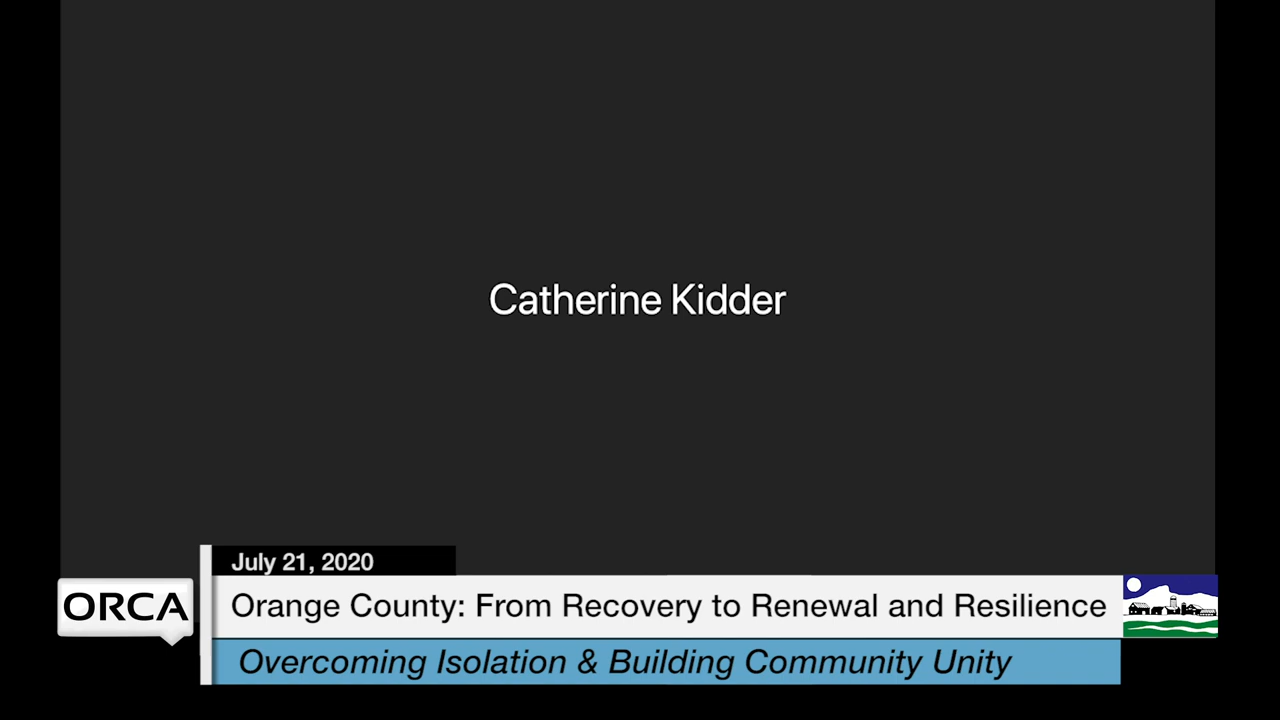 Catherine Kidder
July 21, 2020
ORCA
Orange County: From Recovery to Renewal and Resilience
Overcoming Isolation & Building Community Unity